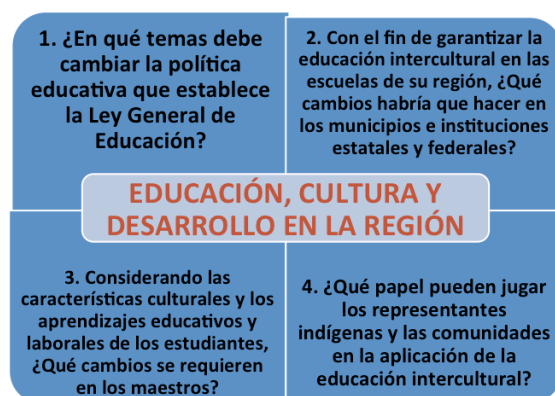 1. ¿En qué temas debe
cambiar la política
educativa que establece
la Ley General de
Educación?
2. Con el fin de garantizar la
educación intercultural en las
escuelas de su región, ¿Qué
cambios habría que hacer en
los municipios e instituciones
estatales y federales?
EDUCACIÓN, CULTURA Y
DESARROLLO EN LA REGIÓN
3. Considerando las
características culturales y los
aprendizajes educativos y
laborales de los estudiantes,
¿Qué cambios se requieren
en los maestros?
4. ¿Qué papel pueden jugar
los representantes
indígenas y las comunidades
en la aplicación de la
educación intercultural?